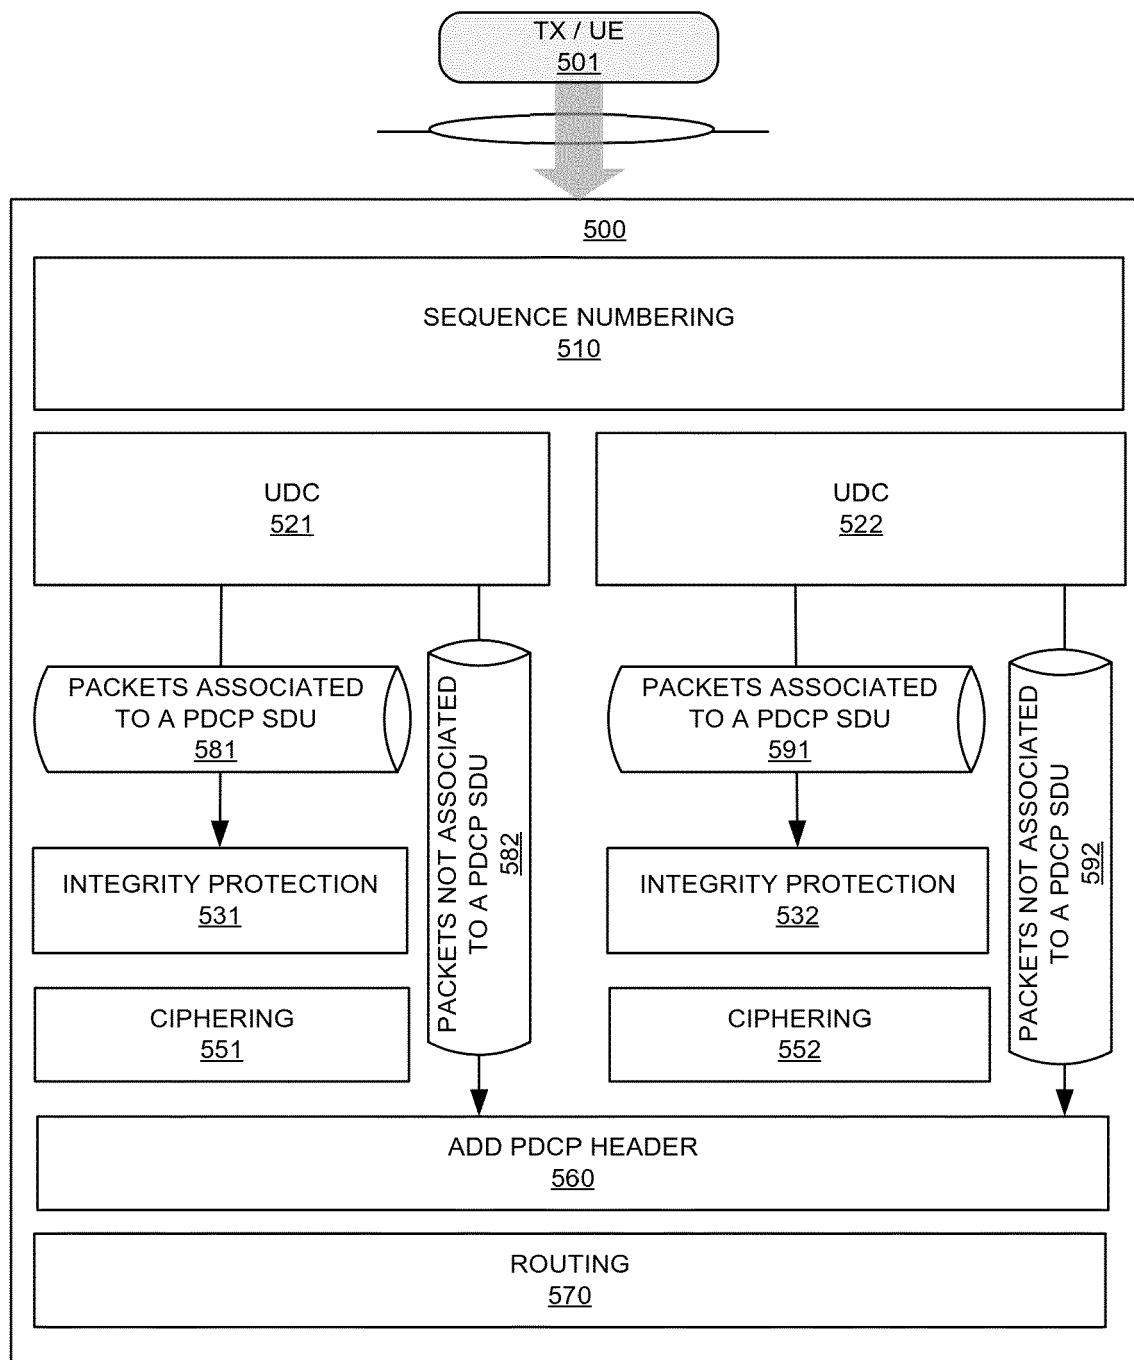 TX / UE
501
500
SEQUENCE NUMBERING
510
UDC
521
UDC
522
PACKETS ASSOCIATED
TO A PDCP SDU
581
PACKETS NOT ASSOCIATED
TO A PDCP SDU
582
PACKETS ASSOCIATED
TO A PDCP SDU
591
PACKETS NOT ASSOCIATED
TO A PDCP SDU
592
INTEGRITY PROTECTION
531
INTEGRITY PROTECTION
532
CIPHERING
551
CIPHERING
552
ADD PDCP HEADER
560
ROUTING
570